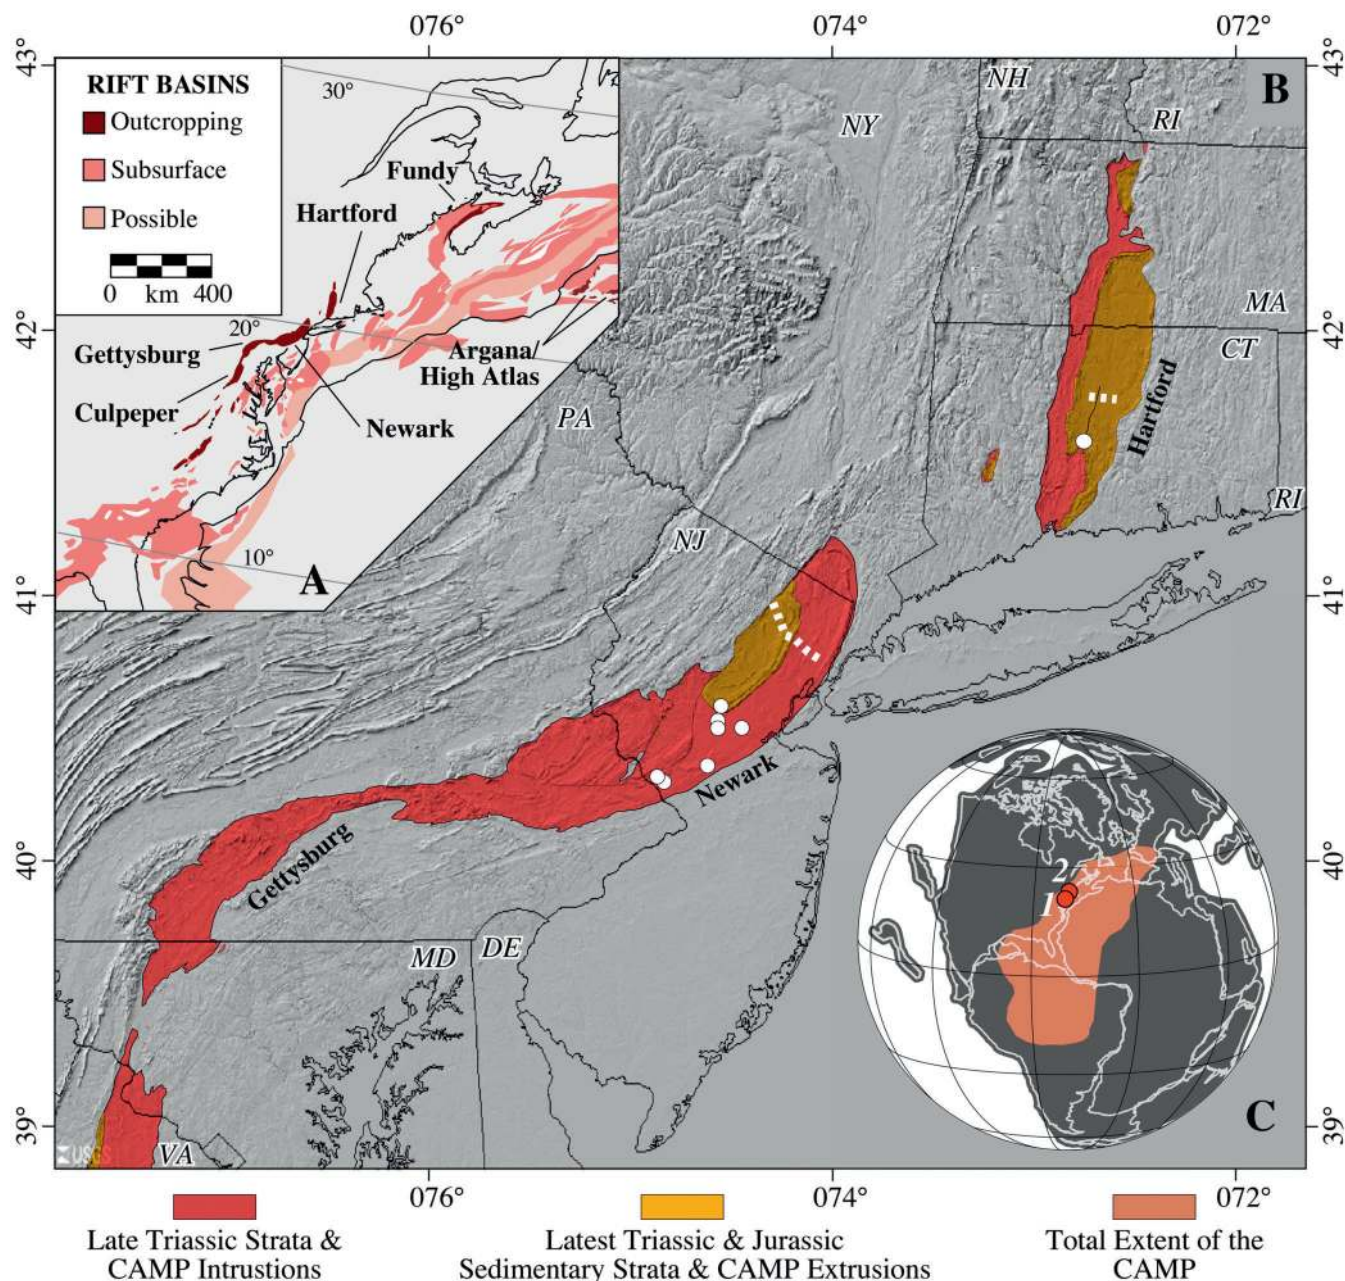 076°
074°
072°
43°
43°
RIFT BASINS
Outcropping
Subsurface
Possible
0 km 400
30°
Fundy
Hartford
20°
Gettysburg
Culpeper
Argana
High Atlas
Newark
10°
A
B
NH
NY
RI
MA
CT
Hartford
RI
PA
NJ
42°
42°
41°
41°
Newark
Gettysburg
40°
40°
MD
DE
2
1
C
39°
39°
VA
USGS
076°
074°
072°
Late Triassic Strata &
CAMP Intrustions
Latest Triassic & Jurassic
Sedimentary Strata & CAMP Extrusions
Total Extent of the
CAMP